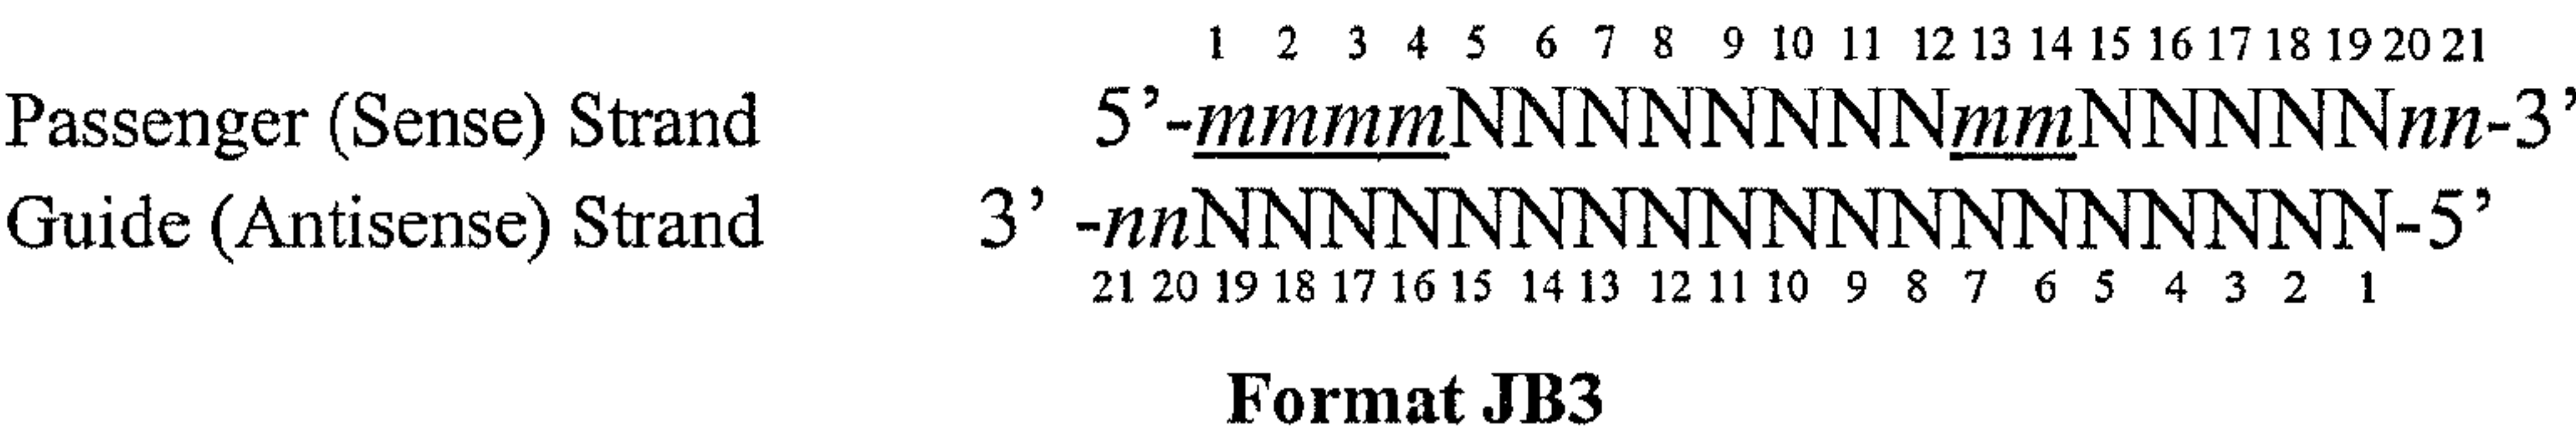 1 2 3 4 5 6 7 8 9 10 11 12 13 14 15 16 17 18 19 20 21
Passenger (Sense) Strand 5’-mmmmNNNNNNNNmmNNNNNnn-3’
Guide (Antisense) Strand 3’ -nnNNNNNNNNNNNNNNNNNNN-5’
21 20 19 18 17 16 15 14 13 12 11 10 9 8 7 6 5 4 3 2 1
Format JB3